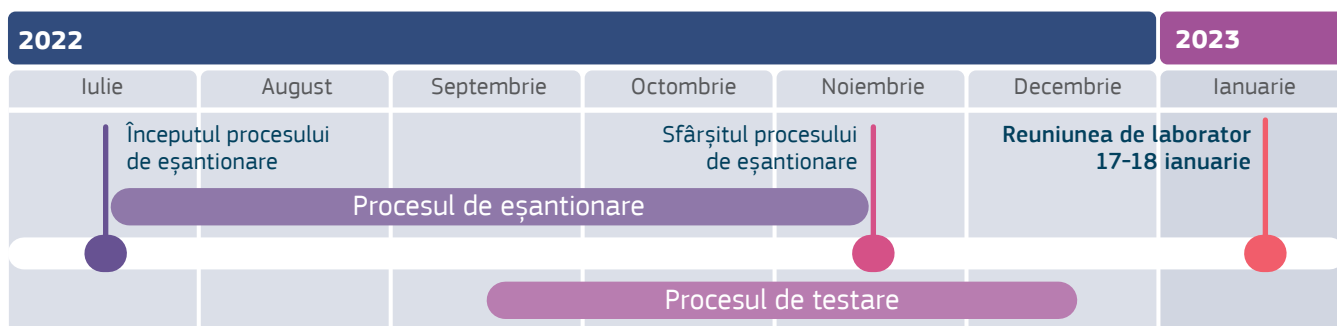 2022
2023
Iulie
August
Septembrie
Octombrie
Noiembrie
Decembrie
Ianuarie
Începutul procesului
de eșantionare
Sfârșitul procesului
de eșantionare
Reuniunea de laborator
17-18 ianuarie
Procesul de eșantionare
Procesul de testare